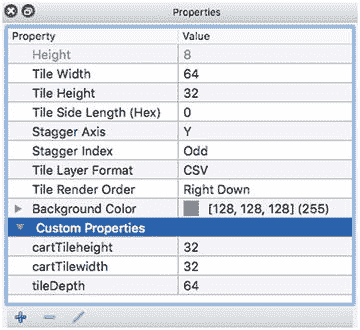 Properties
Property Value
Height 8
Tile Width 64
Tile Height 32
Tile Side Length (Hex) 0
Stagger Axis Y
Stagger Index Odd
Tile Layer Format CSV
Tile Render Order Right Down
Background Color [128, 128, 128] (255)
Custom Properties
cartTileheight 32
cartTilewidth 32
tileDepth 64